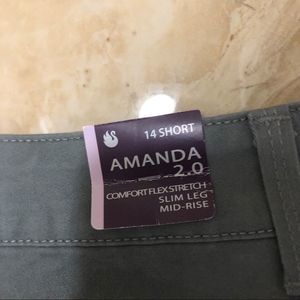 14 SHORT
AMANDA
2.0
COMFORT FLEX STRETCH
SLIM LEG
MID-RISE